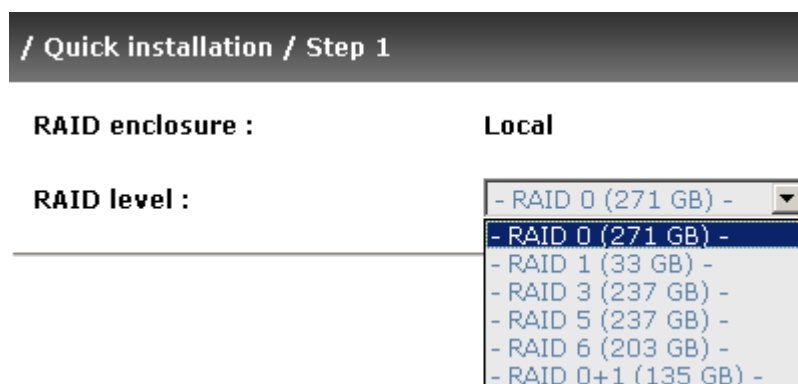 / Quick installation / Step 1
RAID enclosure : Local
RAID level : - RAID 0 (271 GB) -
- RAID 0 (271 GB) -
- RAID 1 (33 GB) -
- RAID 3 (237 GB) -
- RAID 5 (237 GB) -
- RAID 6 (203 GB) -
- RAID 0+1 (135 GB) -